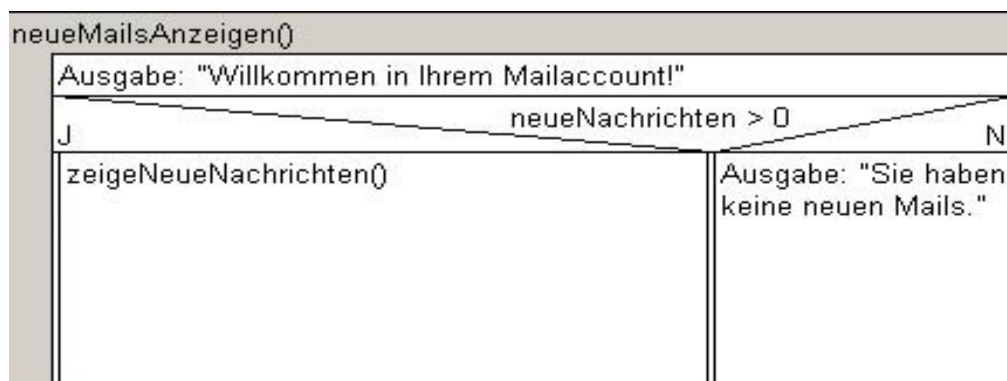 neueMailsAnzeigen()
Ausgabe: "Willkommen in Ihrem Mailaccount!"
neueNachrichten > 0
J
N
zeigeNeueNachrichten()
Ausgabe: "Sie haben
keine neuen Mails."